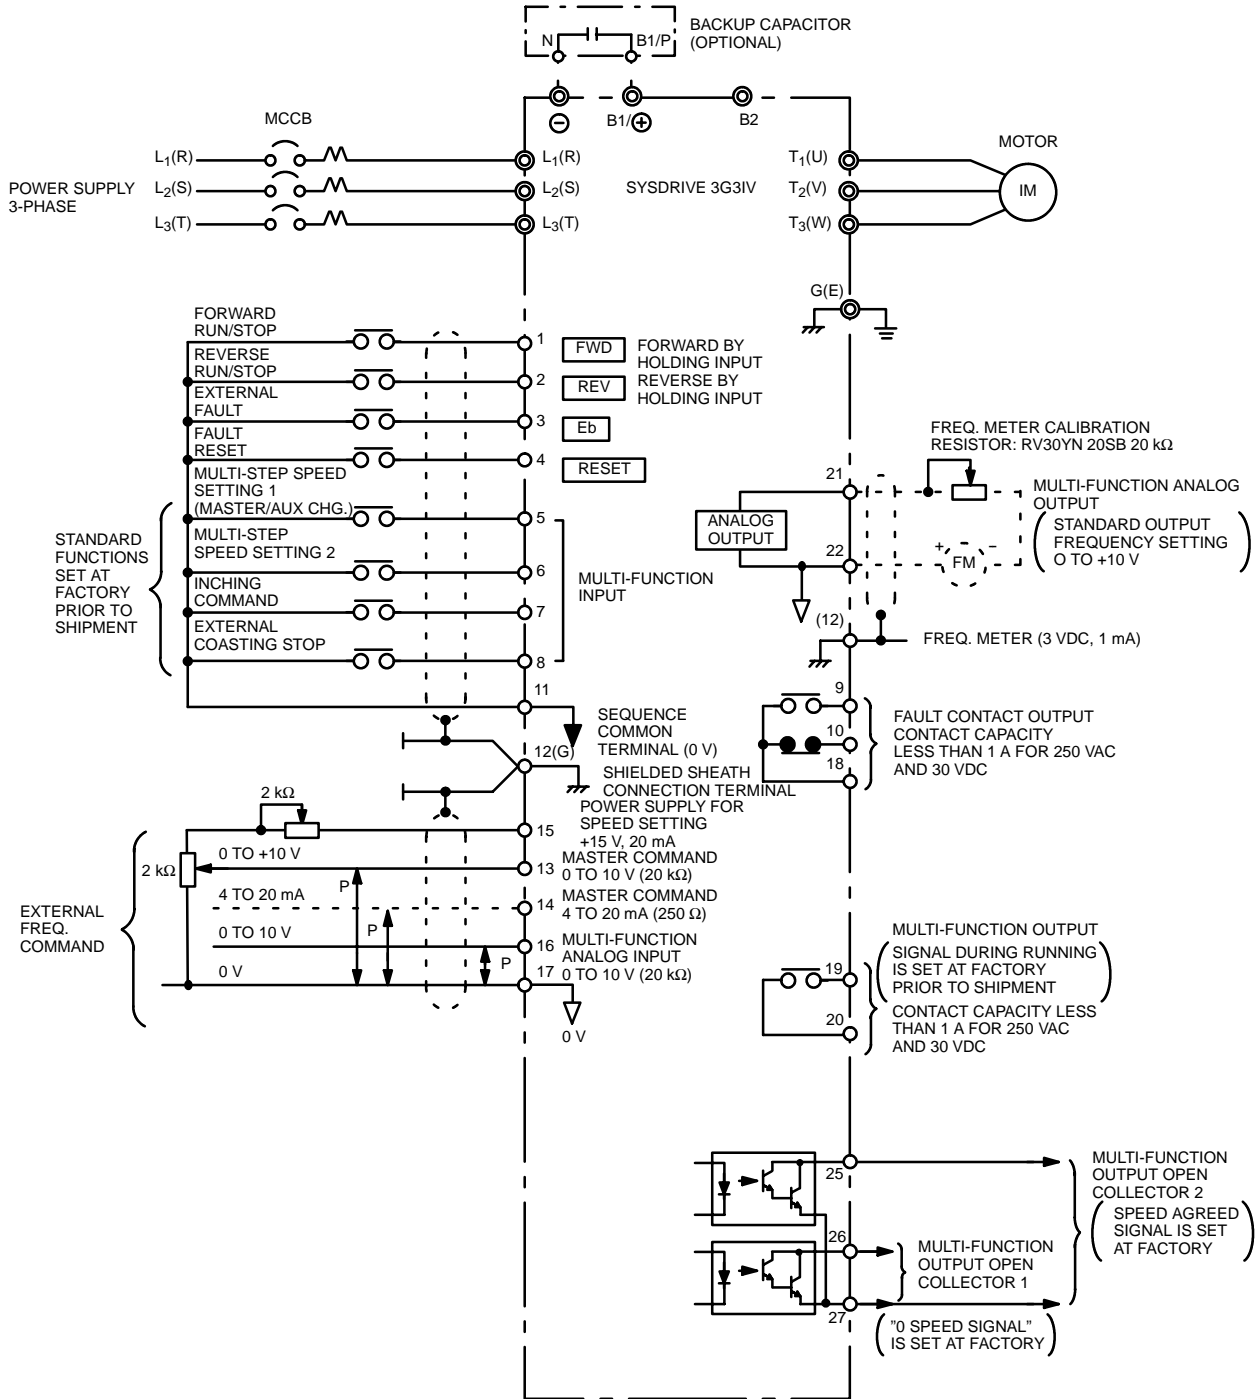 BACKUP CAPACITOR
(OPTIONAL)
N
B1/P
MCCB
−
B1/+
B2
MOTOR
L1(R)
L1(R)
T1(U)
POWER SUPPLY
3-PHASE
L2(S)
L2(S)
SYSDRIVE 3G3IV
T2(V)
IM
L3(T)
L3(T)
T3(W)
G(E)
FORWARD
RUN/STOP
1
FWD
FORWARD BY
HOLDING INPUT
REVERSE
RUN/STOP
2
REV
REVERSE BY
HOLDING INPUT
EXTERNAL
FAULT
3
Eb
FAULT
RESET
4
RESET
MULTI-STEP SPEED
SETTING 1
(MASTER/AUX CHG.)
5
MULTI-STEP
SPEED SETTING 2
6
INCHING
COMMAND
7
EXTERNAL
COASTING STOP
8
STANDARD
FUNCTIONS
SET AT
FACTORY
PRIOR TO
SHIPMENT
MULTI-FUNCTION
INPUT
11
SEQUENCE
COMMON
TERMINAL (0 V)
12(G)
SHIELDED SHEATH
CONNECTION TERMINAL
POWER SUPPLY FOR
SPEED SETTING
+15 V, 20 mA
2 kΩ
15
2 kΩ
0 TO +10 V
P
13
MASTER COMMAND
0 TO 10 V (20 kΩ)
4 TO 20 mA
P
14
MASTER COMMAND
4 TO 20 mA (250 Ω)
0 TO 10 V
P
16
MULTI-FUNCTION
ANALOG INPUT
0 TO 10 V (20 kΩ)
0 V
17
0 V
EXTERNAL
FREQ.
COMMAND
FREQ. METER CALIBRATION
RESISTOR: RV30YN 20SB 20 kΩ
21
MULTI-FUNCTION ANALOG
OUTPUT
(STANDARD OUTPUT
FREQUENCY SETTING
O TO +10 V)
ANALOG
OUTPUT
22
+
FM
−
(12)
FREQ. METER (3 VDC, 1 mA)
9
10
18
FAULT CONTACT OUTPUT
CONTACT CAPACITY
LESS THAN 1 A FOR 250 VAC
AND 30 VDC
MULTI-FUNCTION OUTPUT
(SIGNAL DURING RUNNING
IS SET AT FACTORY
PRIOR TO SHIPMENT)
19
20
CONTACT CAPACITY LESS
THAN 1 A FOR 250 VAC
AND 30 VDC
25
MULTI-FUNCTION
OUTPUT OPEN
COLLECTOR 2
(SPEED AGREED
SIGNAL IS SET
AT FACTORY)
26
MULTI-FUNCTION
OUTPUT OPEN
COLLECTOR 1
27
("0 SPEED SIGNAL"
IS SET AT FACTORY)